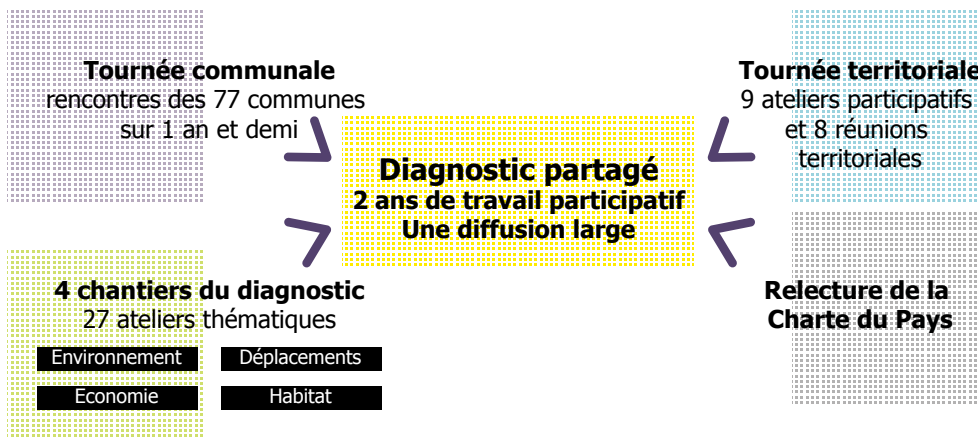 Tournée communale
rencontres des 77 communes
sur 1 an et demi
Tournée territoriale
9 ateliers participatifs
et 8 réunions
territoriales
Diagnostic partagé
2 ans de travail participatif
Une diffusion large
4 chantiers du diagnostic
27 ateliers thématiques
Environnement
Déplacements
Economie
Habitat
Relecture de la
Charte du Pays